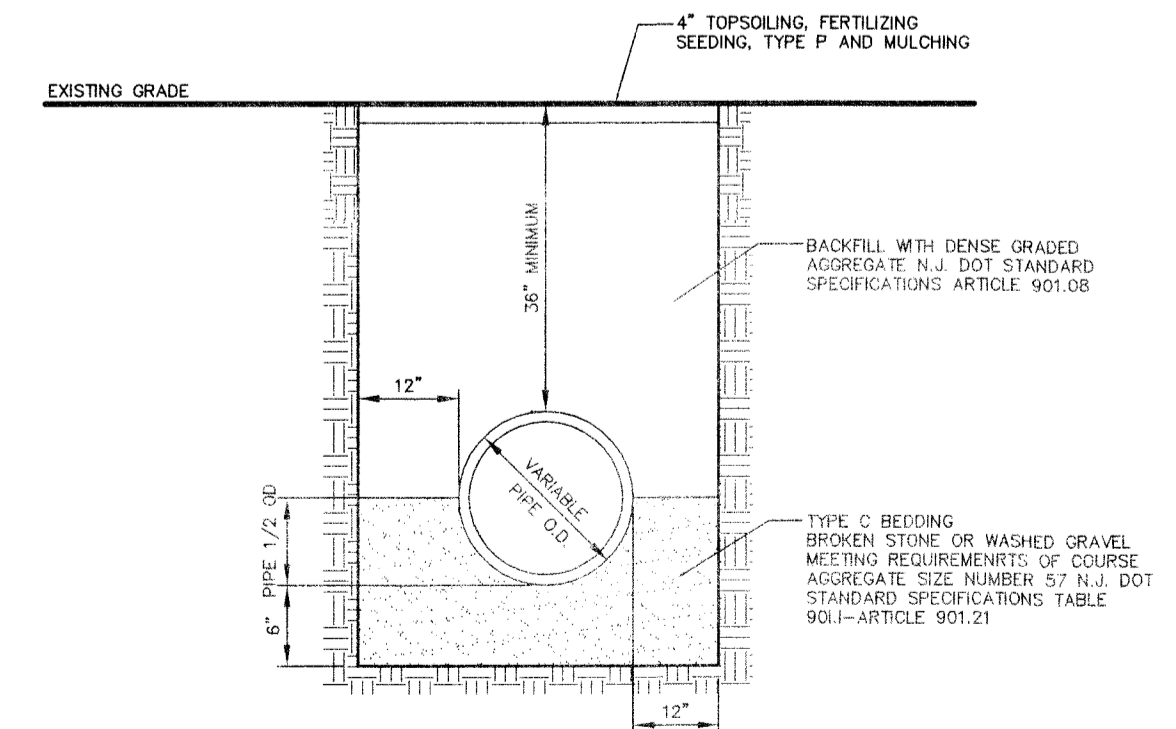 4" TOPSOILING, FERTILIZING
SEEDING, TYPE P AND MULCHING
EXISTING GRADE
36" MINIMUM
BACKFILL WITH DENSE GRADED
AGGREGATE N.J. DOT STANDARD
SPECIFICATIONS ARTICLE 901.08
12"
VARIABLE
PIPE O.D.
PIPE 1/2 OD
6"
TYPE C BEDDING
BROKEN STONE OR WASHED GRAVEL
MEETING REQUIREMENRTS OF COURSE
AGGREGATE SIZE NUMBER 57 N.J. DOT
STANDARD SPECIFICATIONS TABLE
901.1-ARTICLE 901.21
12"